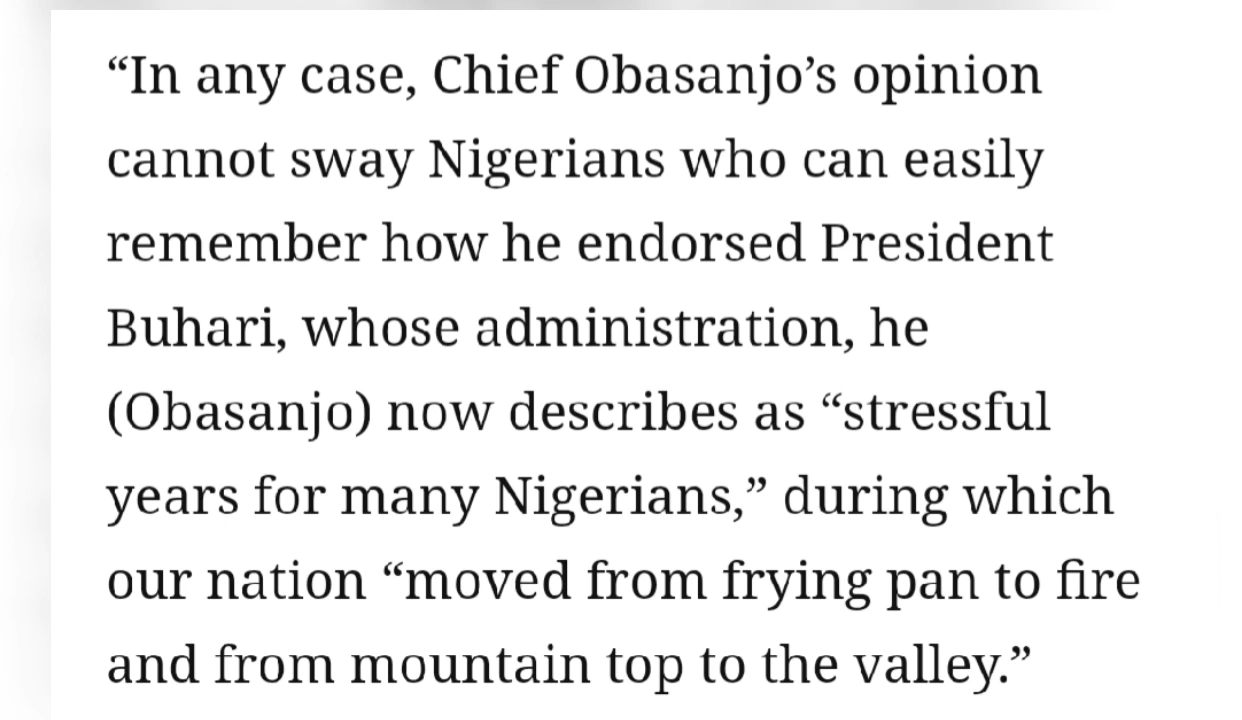 “In any case, Chief Obasanjo’s opinion
cannot sway Nigerians who can easily
remember how he endorsed President
Buhari, whose administration, he
(Obasanjo) now describes as “stressful
years for many Nigerians,” during which
our nation “moved from frying pan to fire
and from mountain top to the valley.”